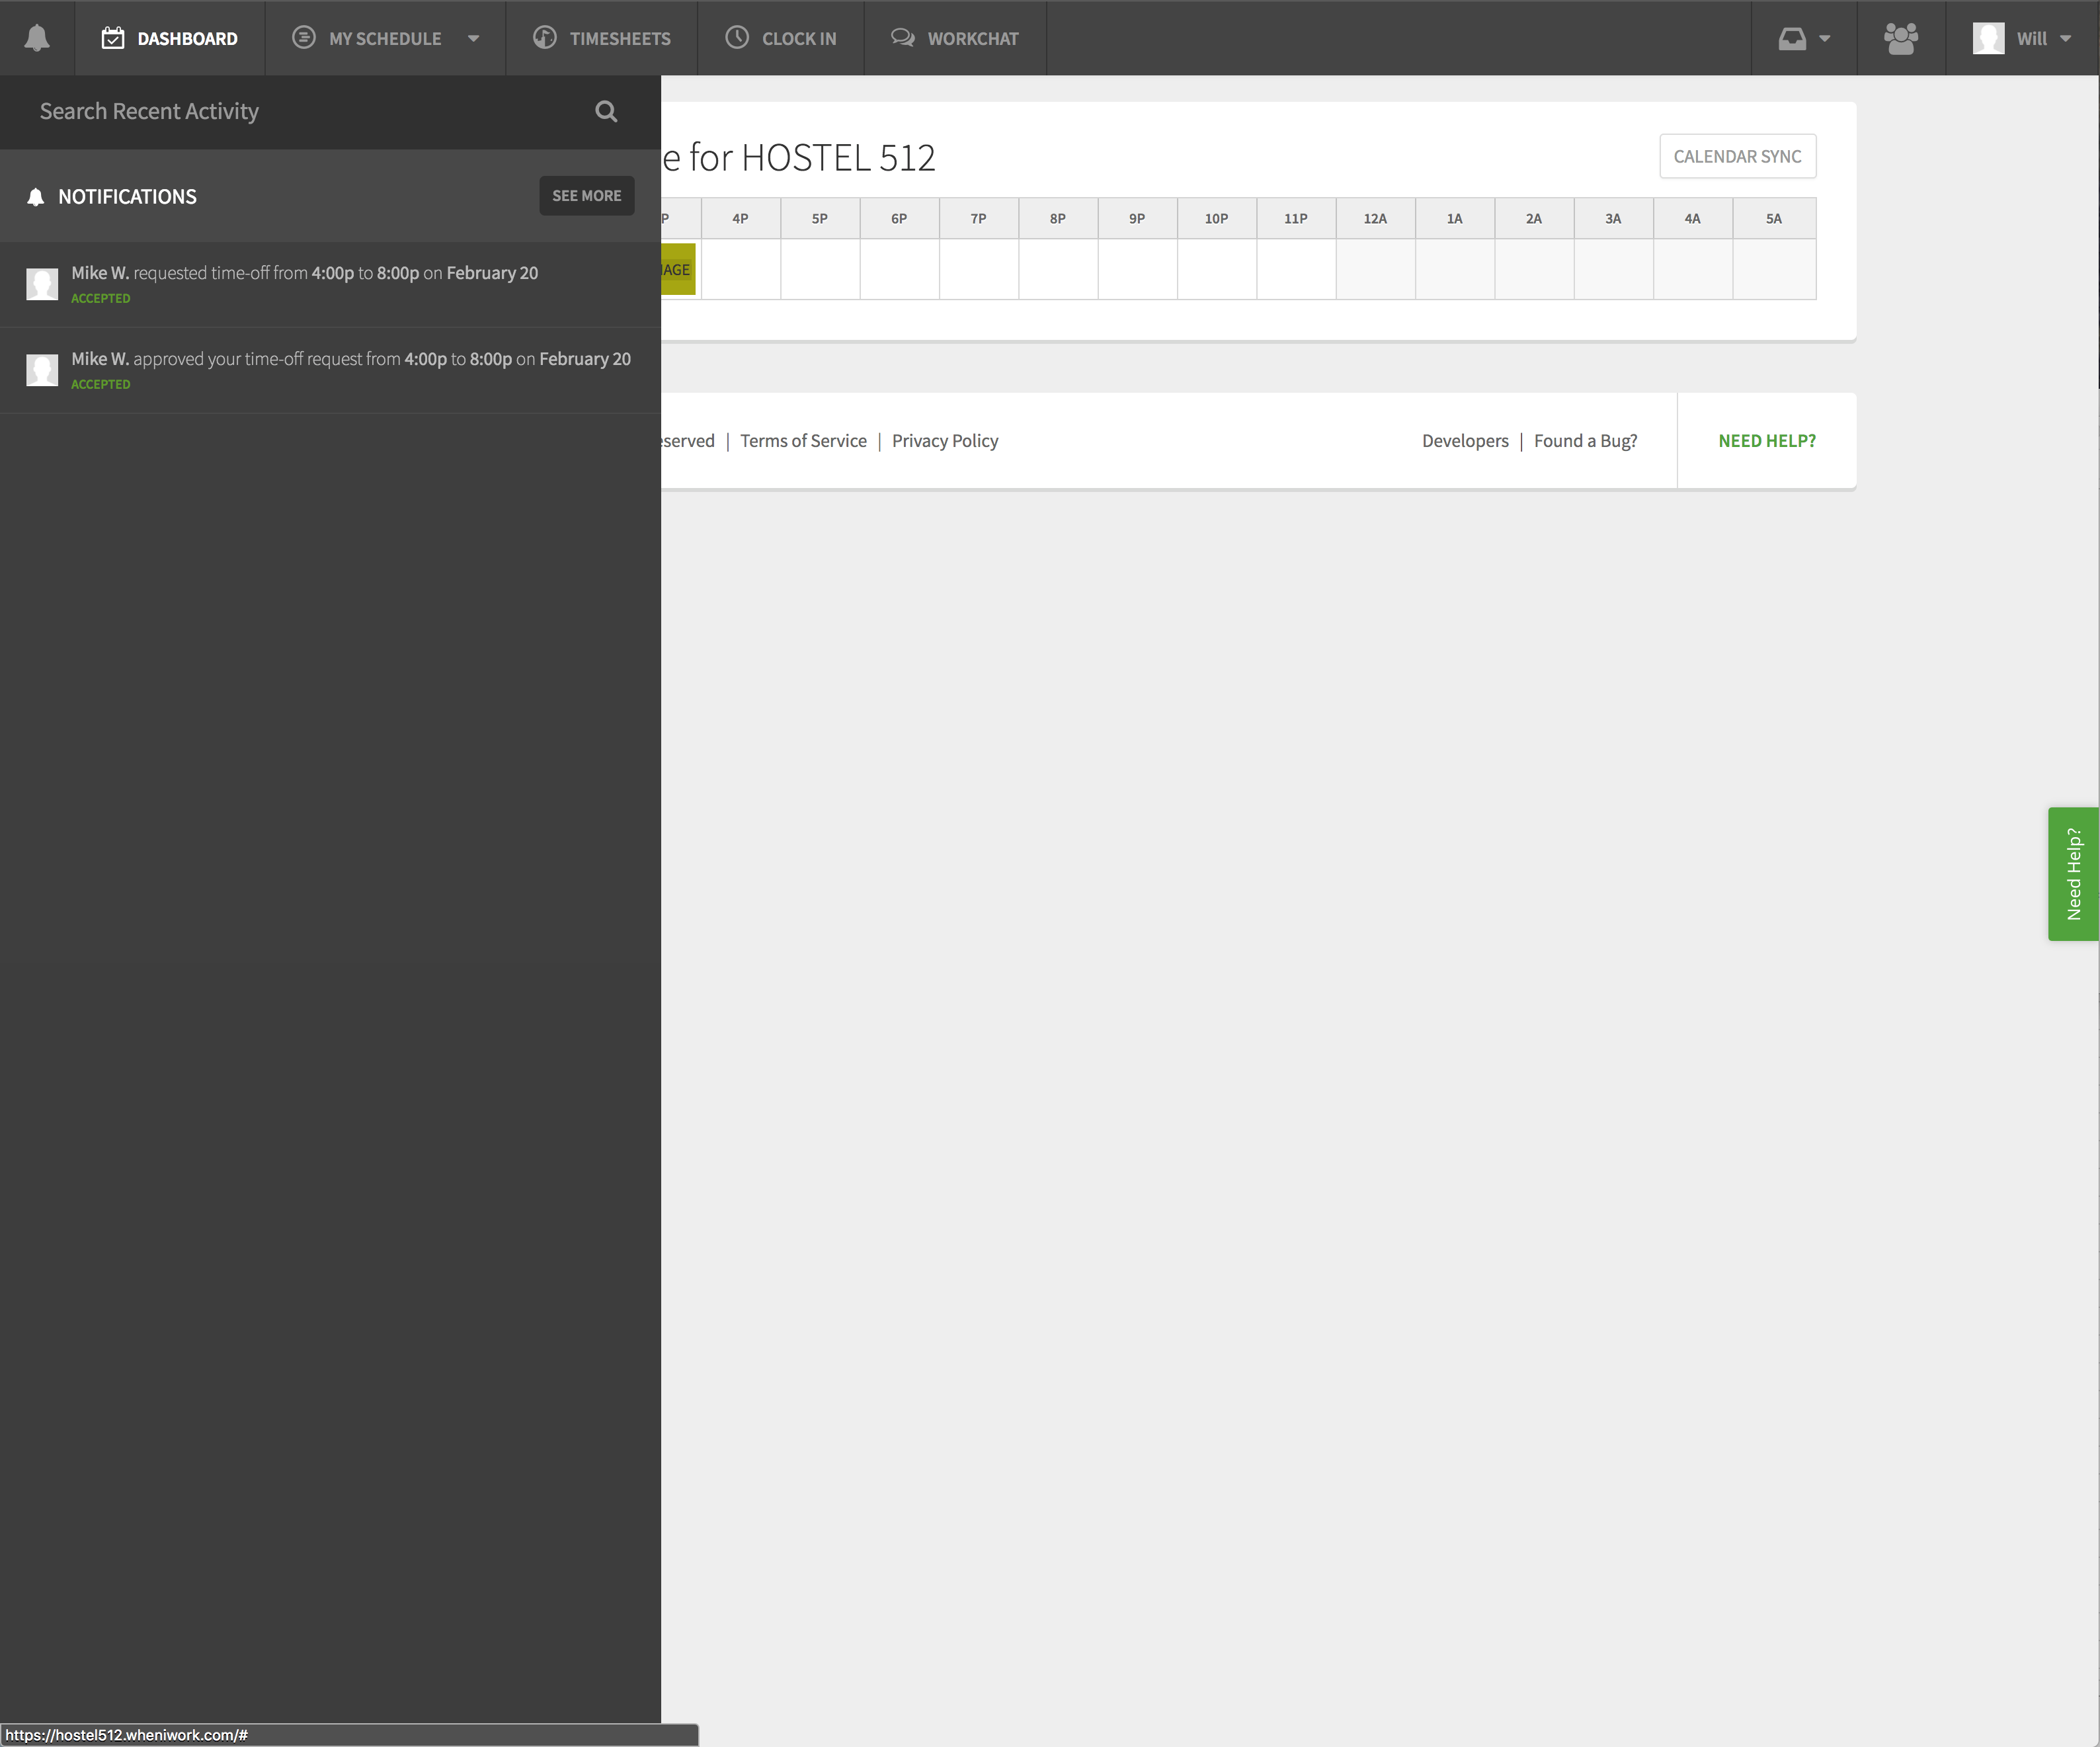 DASHBOARD MY SCHEDULE TIMESHEETS CLOCK IN WORKCHAT Will
Search Recent Activity
e for HOSTEL 512 CALENDAR SYNC
NOTIFICATIONS SEE MORE
P 4P 5P 6P 7P 8P 9P 10P 11P 12A 1A 2A 3A 4A 5A
Mike W. requested time-off from 4:00p to 8:00p on February 20
ACCEPTED
IAGE
Mike W. approved your time-off request from 4:00p to 8:00p on February 20
ACCEPTED
eserved | Terms of Service | Privacy Policy Developers | Found a Bug? NEED HELP?
Need Help?
https://hostel512.wheniwork.com/#